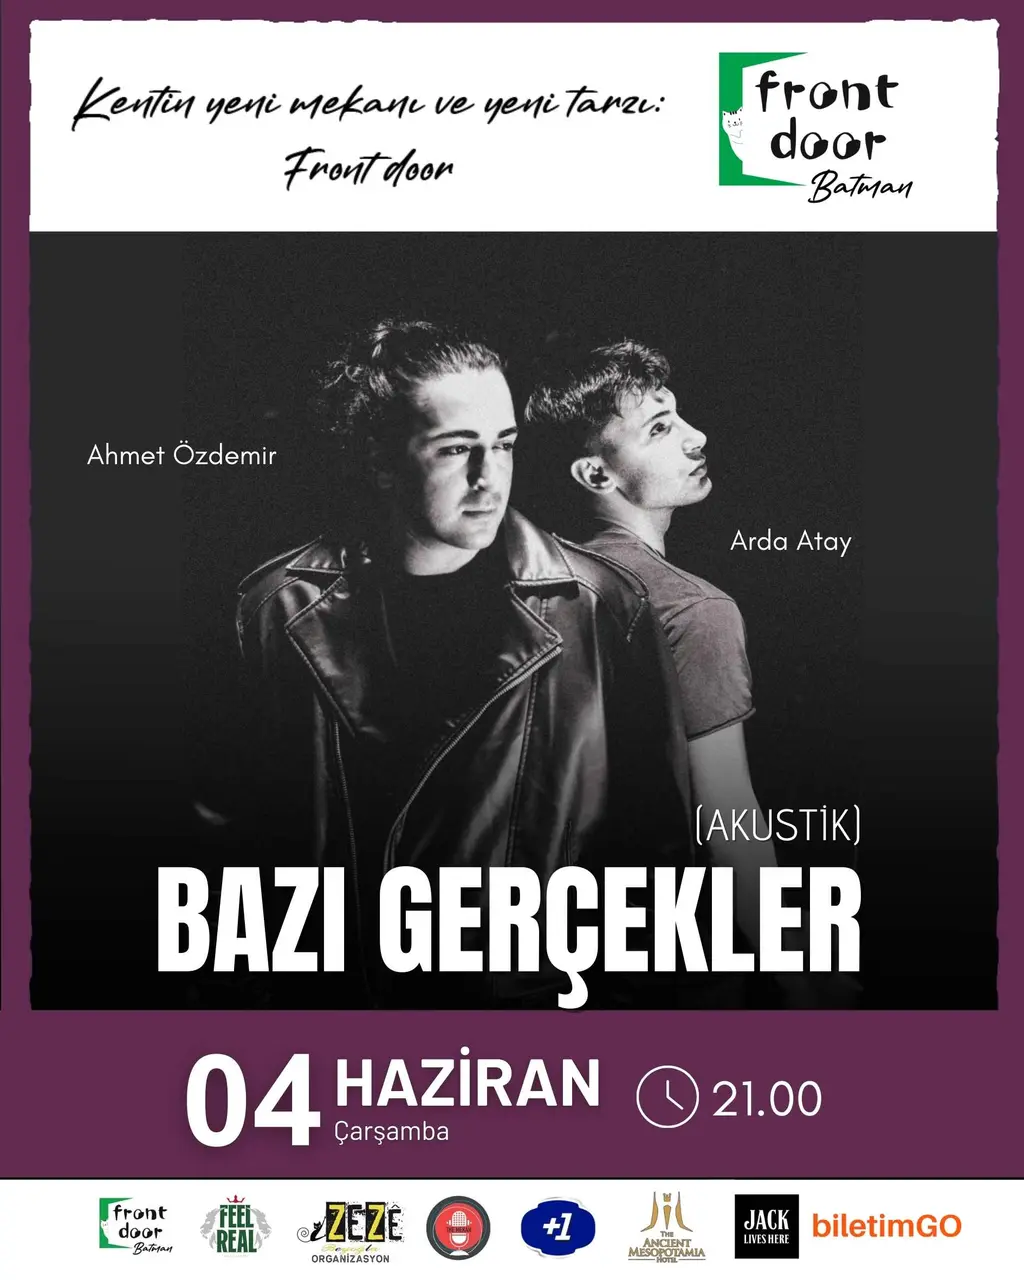 Kentin yeni mekanı ve yeni tarzı:
Front door
front
door
Batman
Ahmet Özdemir
Arda Atay
(AKUSTİK)
BAZI GERÇEKLER
04 HAZİRAN
Çarşamba
21.00
front
door
Batman
FEEL
REAL
ZEZE
ORGANİZASYON
+1
THE
ANCIENT
MESOPOTAMIA
HOTEL
JACK
LIVES HERE
biletimGO